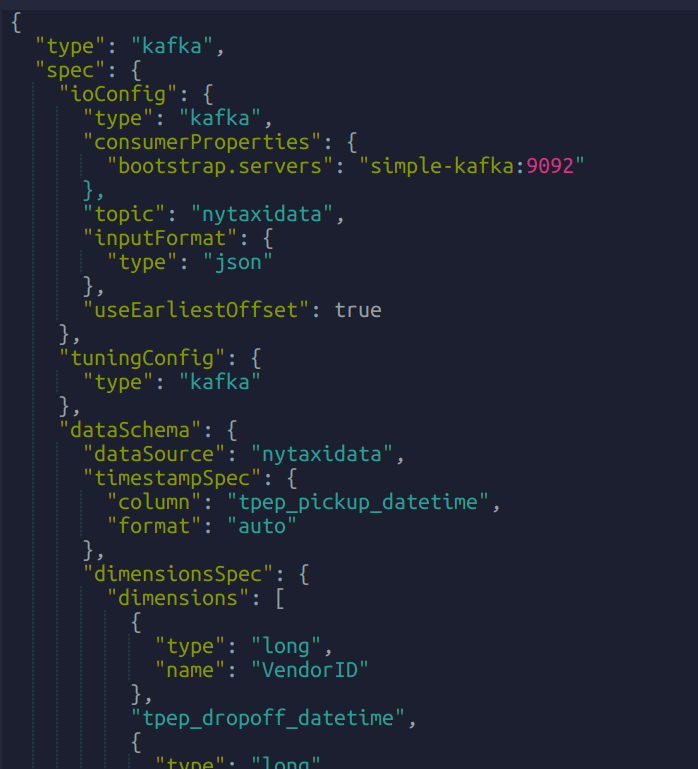 {
"type": "kafka",
"spec": {
"ioConfig": {
"type": "kafka",
"consumerProperties": {
"bootstrap.servers": "simple-kafka:9092"
},
"topic": "nytaxidata",
"inputFormat": {
"type": "json"
},
"useEarliestOffset": true
},
"tuningConfig": {
"type": "kafka"
},
"dataSchema": {
"dataSource": "nytaxidata",
"timestampSpec": {
"column": "tpep_pickup_datetime",
"format": "auto"
},
"dimensionsSpec": {
"dimensions": [
{
"type": "long",
"name": "VendorID"
},
"tpep_dropoff_datetime",
{
"type": "long",